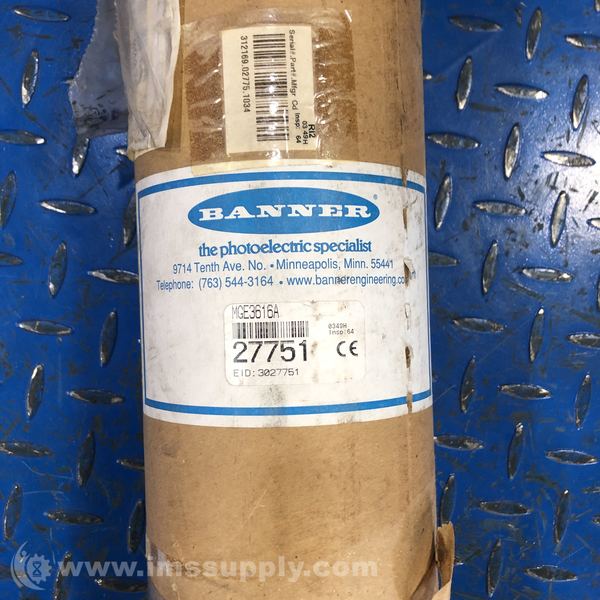 Serial#.Part#.Mfgr Cd
312169.02775.1034
RI2
0349H
Insp: 64
BANNER®
the photoelectric specialist
9714 Tenth Ave. No. • Minneapolis, Minn. 55441
Telephone: (763) 544-3164 • www.bannerengineering.co
MGE3616A
0349H
Insp:64
27751 CE
EID:3027751
www.imssupply.com